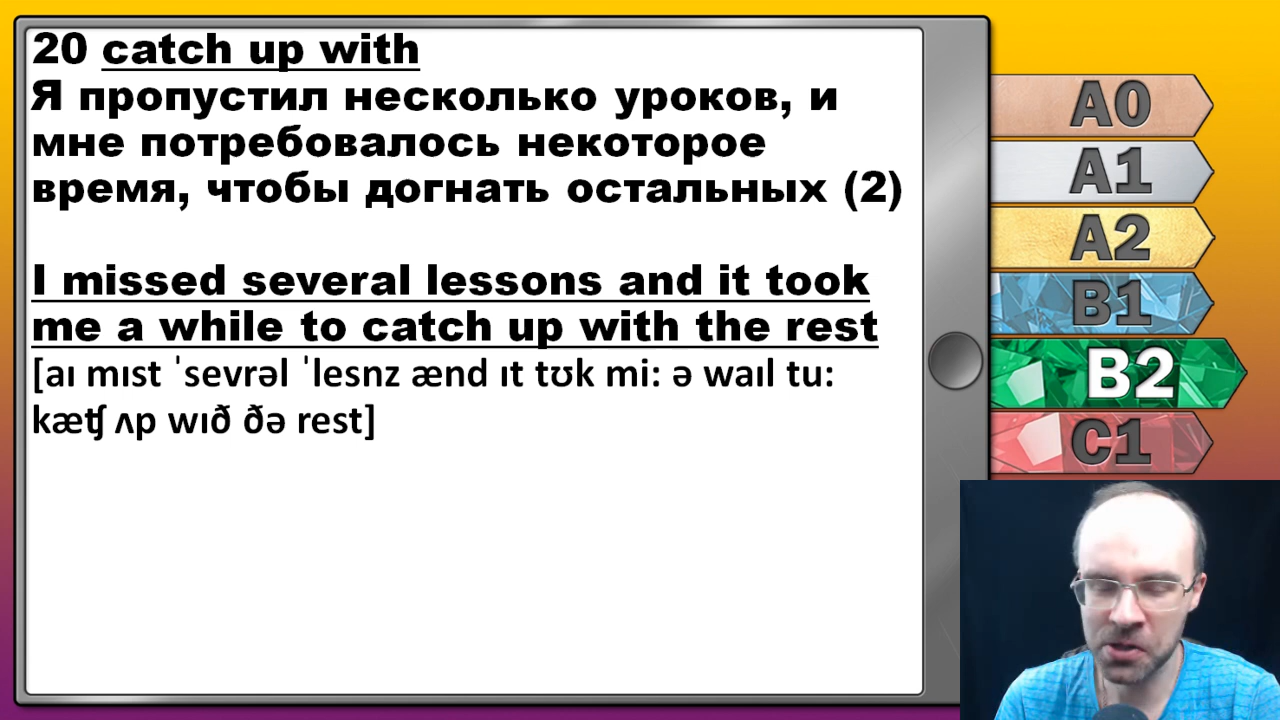 20 catch up with
Я пропустил несколько уроков, и
мне потребовалось некоторое
время, чтобы догнать остальных (2)
I missed several lessons and it took
me a while to catch up with the rest
[aɪ mɪst ˈsevrəl ˈlesnz ænd ɪt tʊk mi: ə waɪl tu:
kæʧ ʌp wɪð ðə rest]
A0
A1
A2
B1
B2
C1